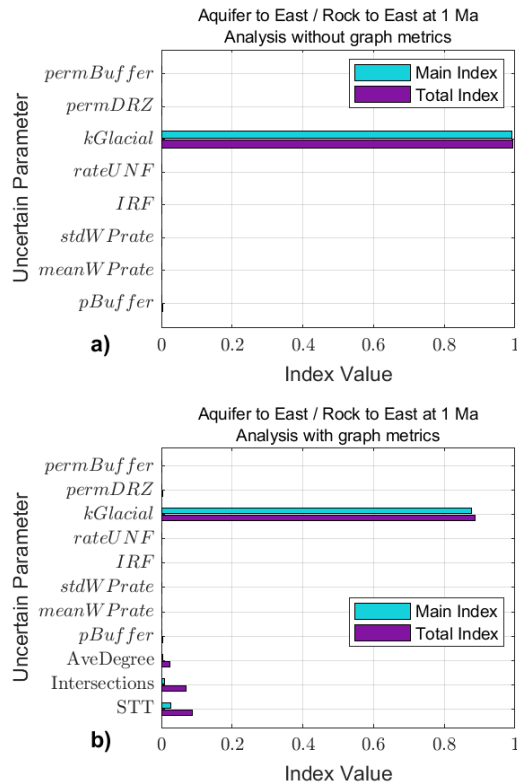 Aquifer to East / Rock to East at 1 Ma
Analysis without graph metrics
Main Index
Total Index
Uncertain Parameter
permBuffer
permDRZ
kGlacial
rateUNF
IRF
stdWPrate
meanWPrate
pBuffer
0 0.2 0.4 0.6 0.8 1
a)
Index Value
Aquifer to East / Rock to East at 1 Ma
Analysis with graph metrics
Uncertain Parameter
permBuffer
permDRZ
kGlacial
rateUNF
IRF
stdWPrate
meanWPrate
pBuffer
AveDegree
Intersections
STT
Main Index
Total Index
0 0.2 0.4 0.6 0.8 1
b)
Index Value